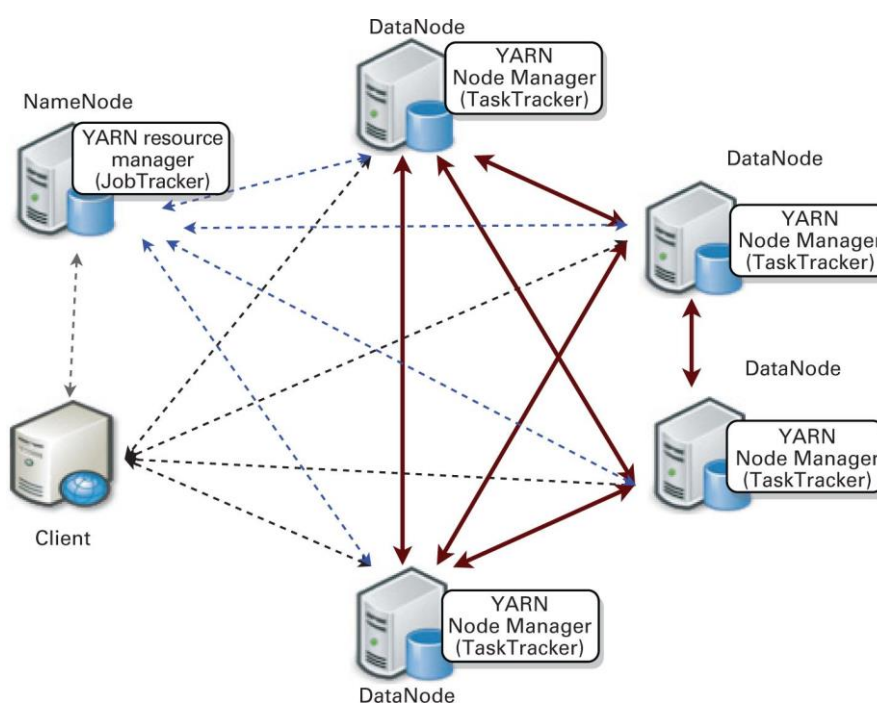 DataNode
YARN
Node Manager
(TaskTracker)
NameNode
YARN resource
manager
(JobTracker)
DataNode
YARN
Node Manager
(TaskTracker)
DataNode
YARN
Node Manager
(TaskTracker)
Client
YARN
Node Manager
(TaskTracker)
DataNode